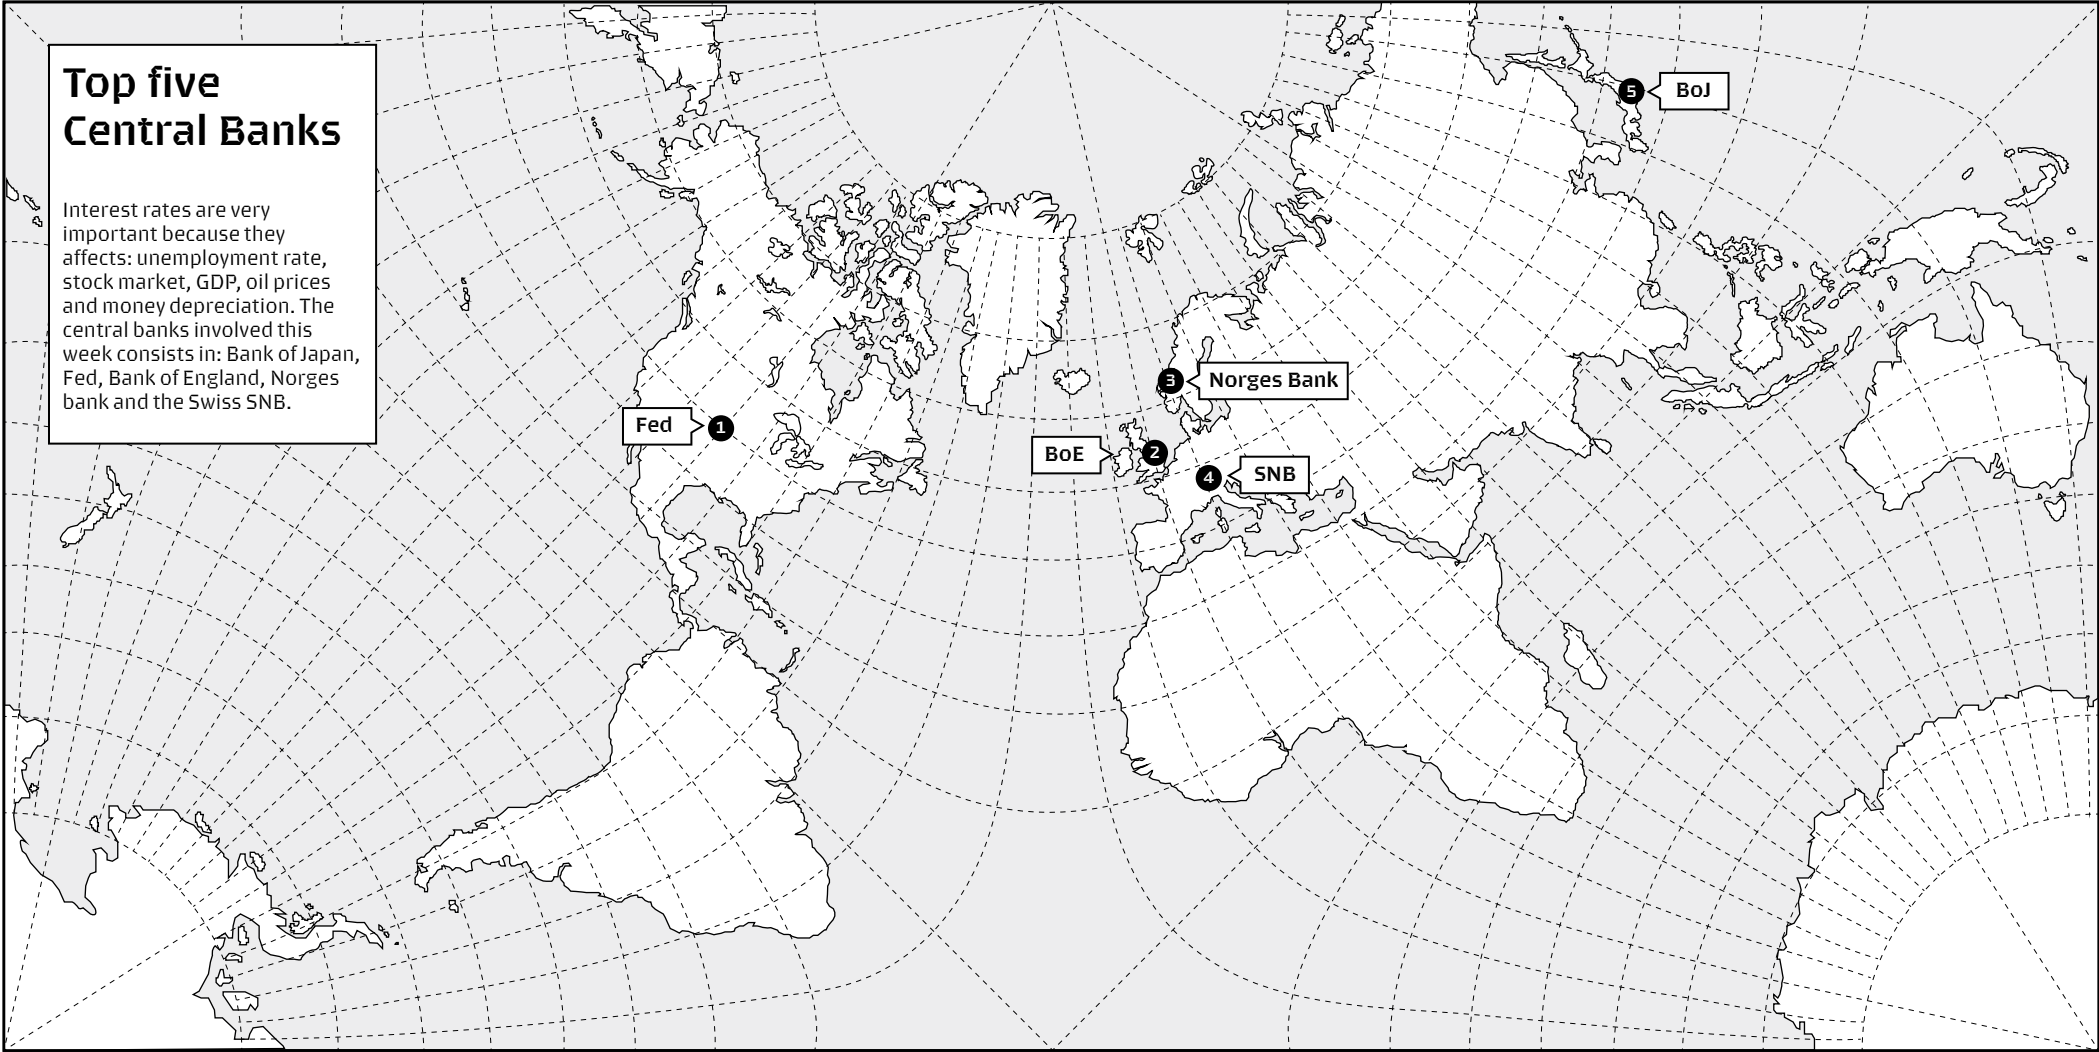 Top five
Central Banks
Interest rates are very
important because they
affects: unemployment rate,
stock market, GDP, oil prices
and money depreciation. The
central banks involved this
week consists in: Bank of Japan,
Fed, Bank of England, Norges
bank and the Swiss SNB.
5 BoJ
3 Norges Bank
Fed 1
BoE 2
4 SNB